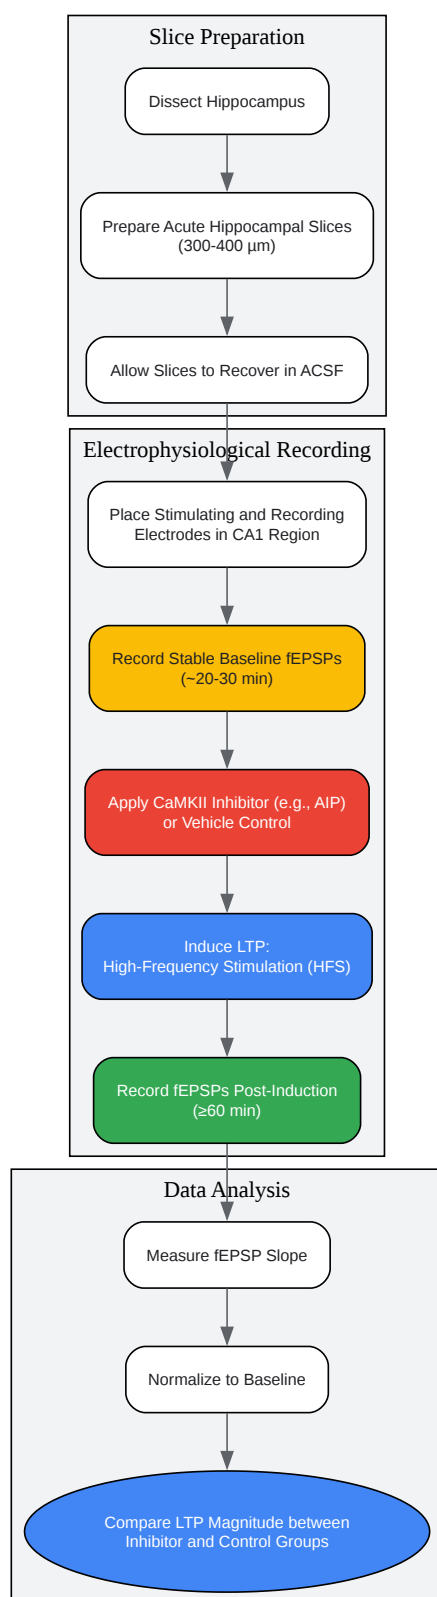 Slice Preparation
Dissect Hippocampus
Prepare Acute Hippocampal Slices
(300-400 µm)
Allow Slices to Recover in ACSF
Electrophysiological Recording
Place Stimulating and Recording
Electrodes in CA1 Region
Record Stable Baseline fEPSPs
(~20-30 min)
Apply CaMKII Inhibitor (e.g., AIP)
or Vehicle Control
Induce LTP:
High-Frequency Stimulation (HFS)
Record fEPSPs Post-Induction
(≥60 min)
Data Analysis
Measure fEPSP Slope
Normalize to Baseline
Compare LTP Magnitude between
Inhibitor and Control Groups